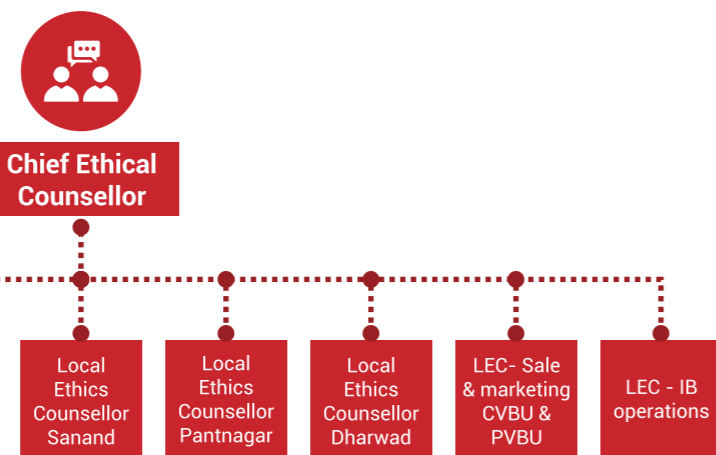 Chief Ethical
Counsellor
Local
Ethics
Counsellor
Sanand
Local
Ethics
Counsellor
Pantnagar
Local
Ethics
Counsellor
Dharwad
LEC- Sale
& marketing
CVBU &
PVBU
LEC - IB
operations